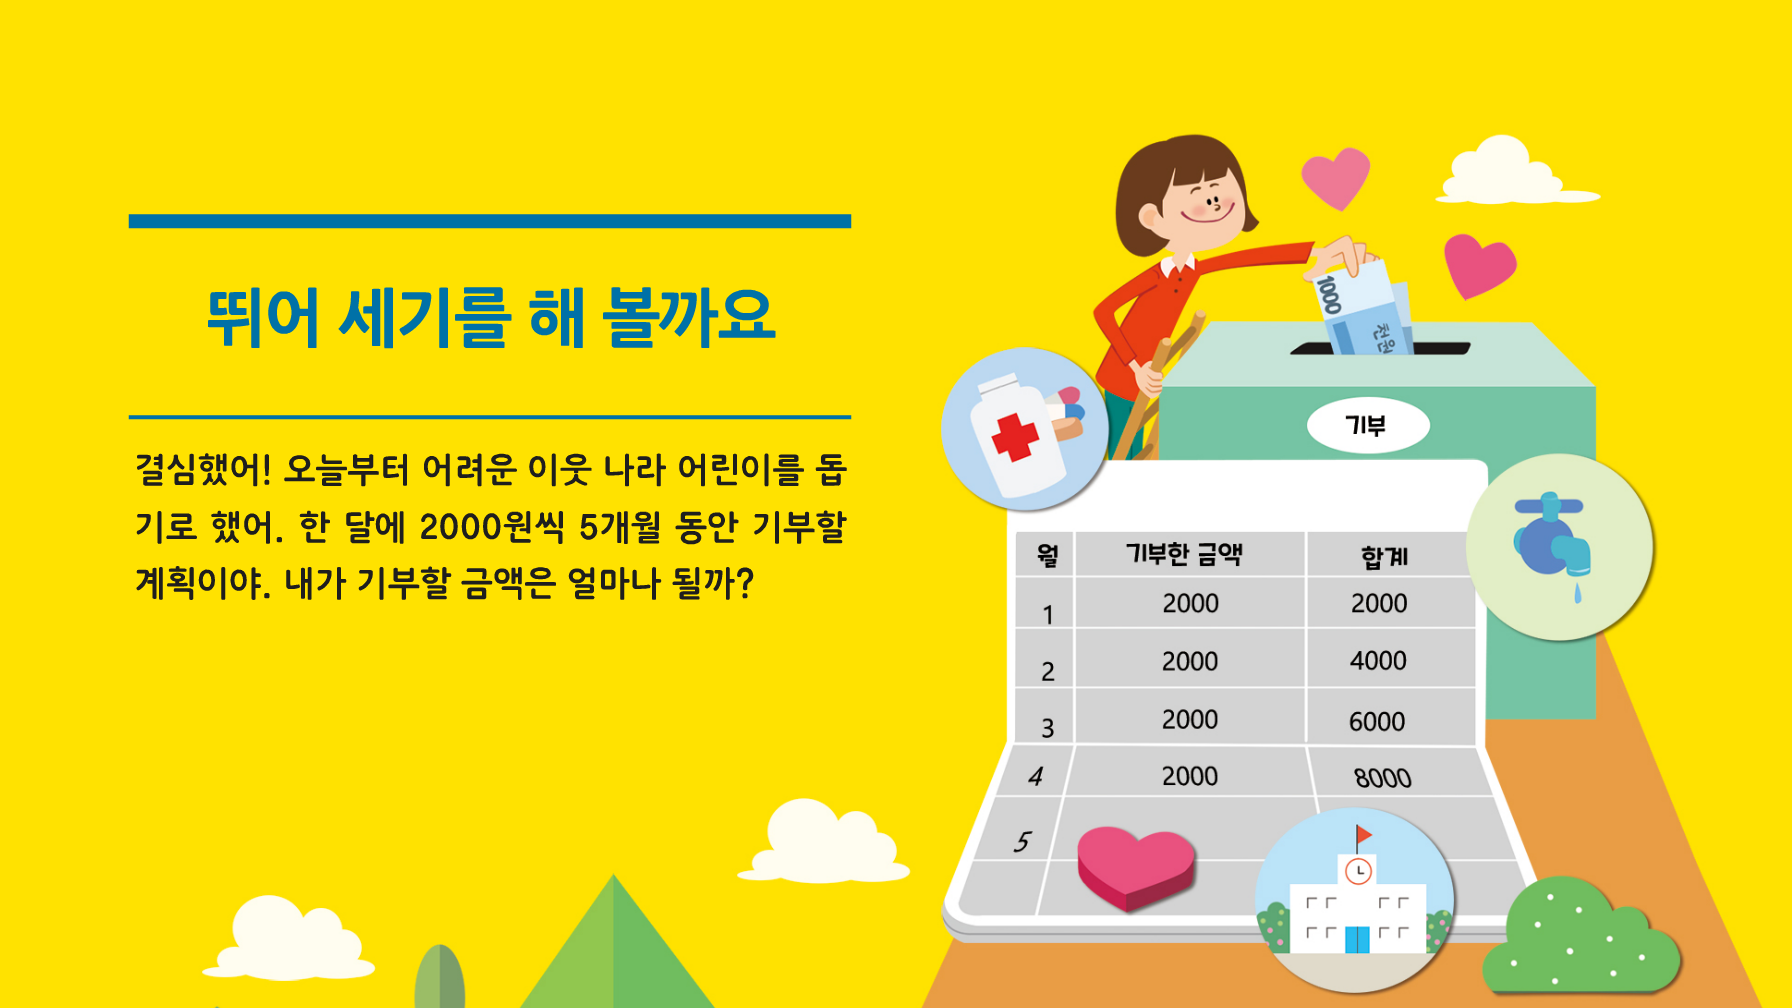 뛰어 세기를 해 볼까요
결심했어! 오늘부터 어려운 이웃 나라 어린이를 돕
기로 했어. 한 달에 2000원씩 5개월 동안 기부할
계획이야. 내가 기부할 금액은 얼마나 될까?
1000
천원
기부
월 기부한 금액 합계
1 2000 2000
2 2000 4000
3 2000 6000
4 2000 8000
5